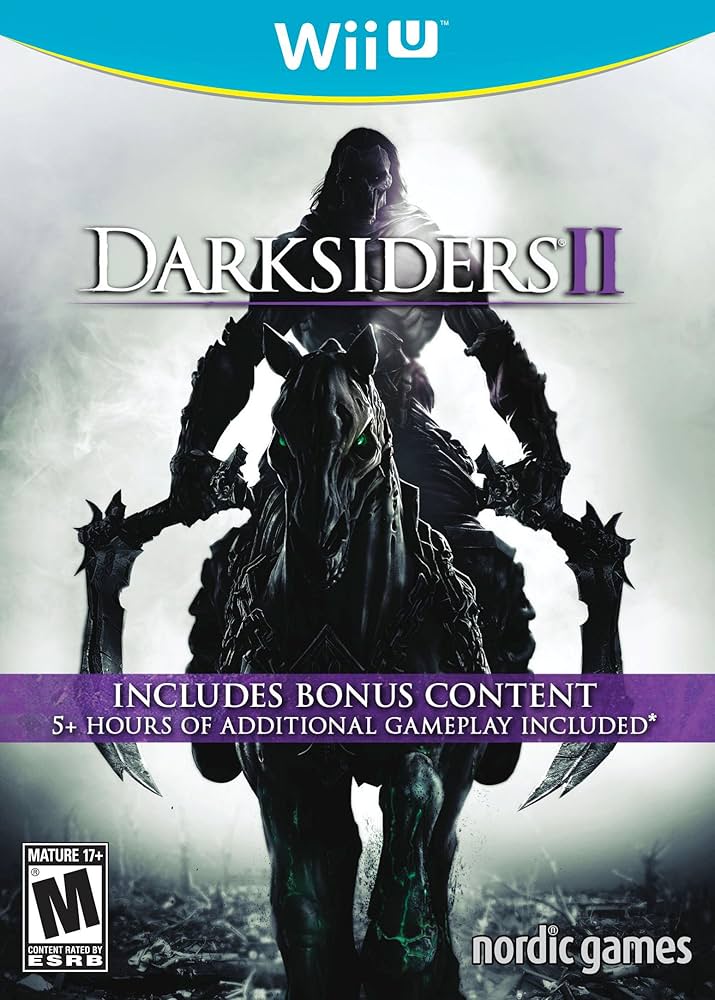 Wii U™
DARKSIDERS® II
INCLUDES BONUS CONTENT
5+ HOURS OF ADDITIONAL GAMEPLAY INCLUDED*
MATURE 17+
M®
CONTENT RATED BY
ESRB
nordic® games